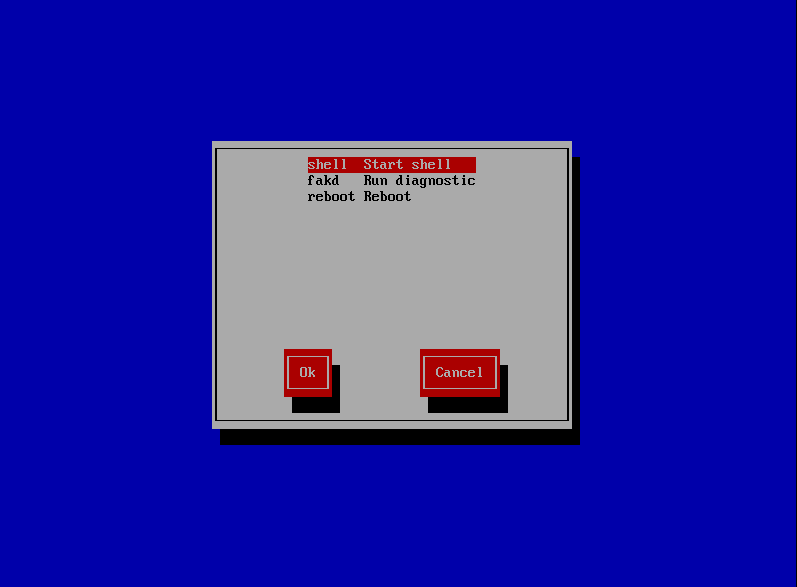 shell Start shell
fakd Run diagnostic
reboot Reboot
Ok Cancel